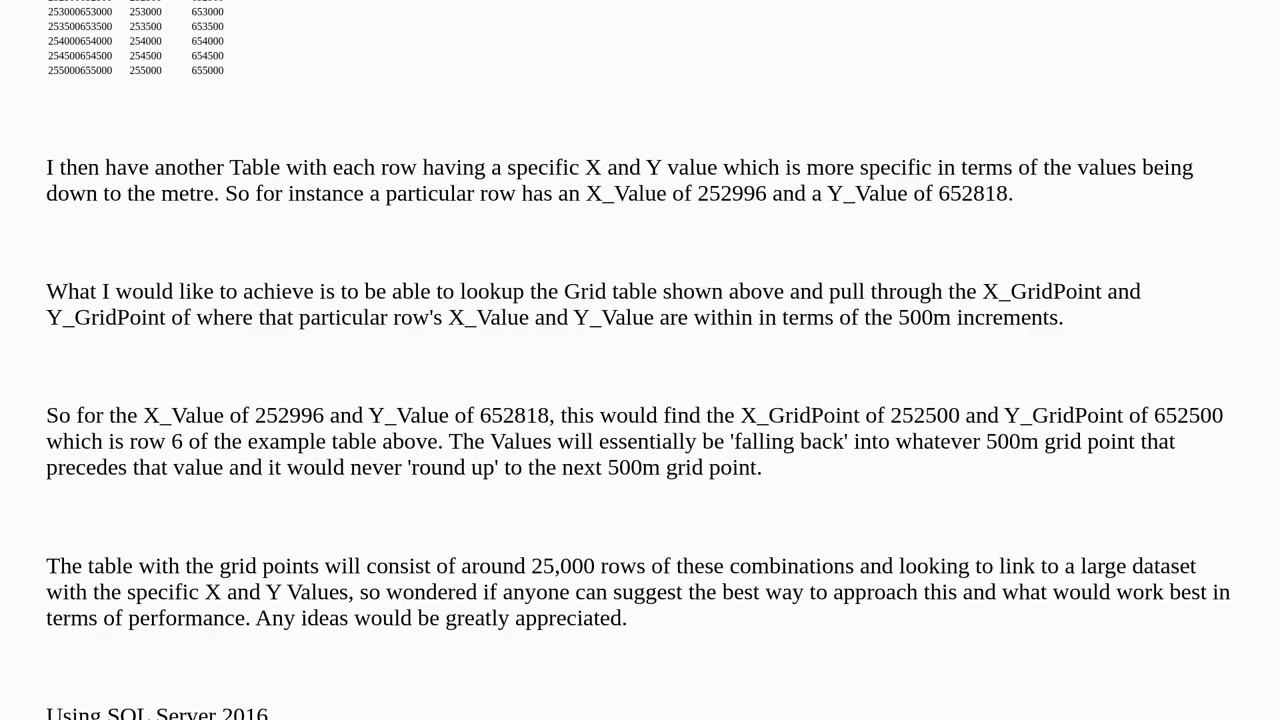 253000653000 253000 653000
253500653500 253500 653500
254000654000 254000 654000
254500654500 254500 654500
255000655000 255000 655000
I then have another Table with each row having a specific X and Y value which is more specific in terms of the values being
down to the metre. So for instance a particular row has an X_Value of 252996 and a Y_Value of 652818.
What I would like to achieve is to be able to lookup the Grid table shown above and pull through the X_GridPoint and
Y_GridPoint of where that particular row's X_Value and Y_Value are within in terms of the 500m increments.
So for the X_Value of 252996 and Y_Value of 652818, this would find the X_GridPoint of 252500 and Y_GridPoint of 652500
which is row 6 of the example table above. The Values will essentially be 'falling back' into whatever 500m grid point that
precedes that value and it would never 'round up' to the next 500m grid point.
The table with the grid points will consist of around 25,000 rows of these combinations and looking to link to a large dataset
with the specific X and Y Values, so wondered if anyone can suggest the best way to approach this and what would work best in
terms of performance. Any ideas would be greatly appreciated.
Using SQL Server 2016